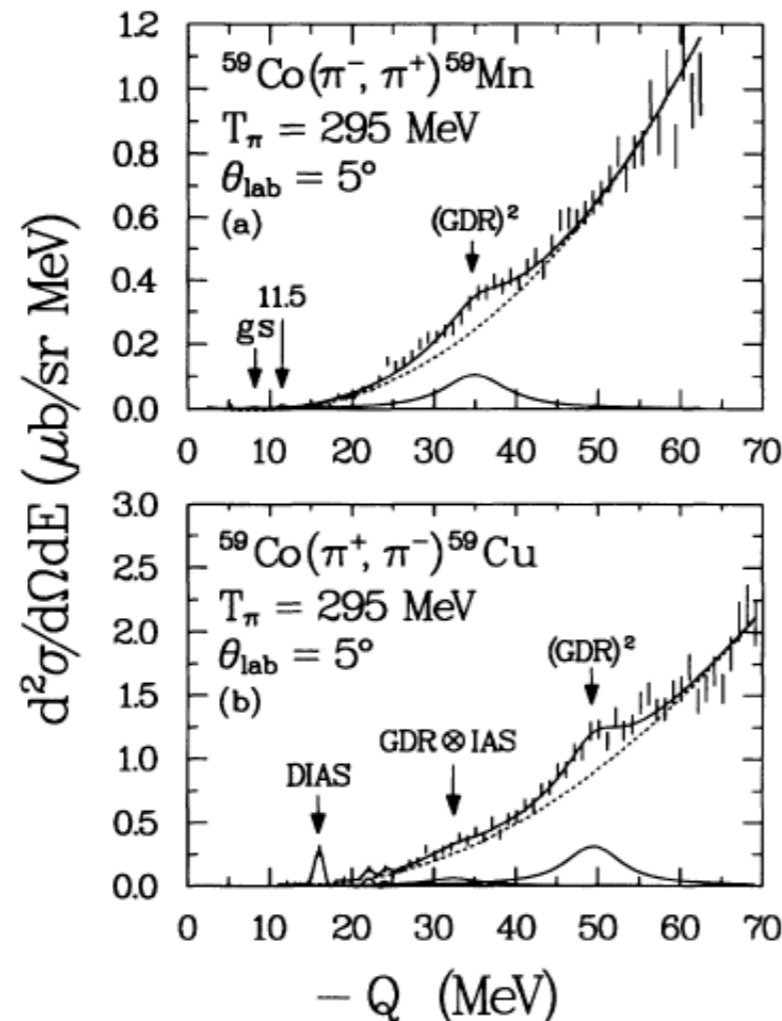 1.2
1.0
0.8
0.6
0.4
0.2
0.0
⁵⁹Co(π⁻, π⁺)⁵⁹Mn
T_π = 295 MeV
θ_lab = 5°
(a)
(GDR)²
11.5
gs
0 10 20 30 40 50 60 70
d²σ/dΩdE (μb/sr MeV)
3.0
2.5
2.0
1.5
1.0
0.5
0.0
⁵⁹Co(π⁺, π⁻)⁵⁹Cu
T_π = 295 MeV
θ_lab = 5°
(b)
(GDR)²
GDR⊗IAS
DIAS
0 10 20 30 40 50 60 70
−Q (MeV)